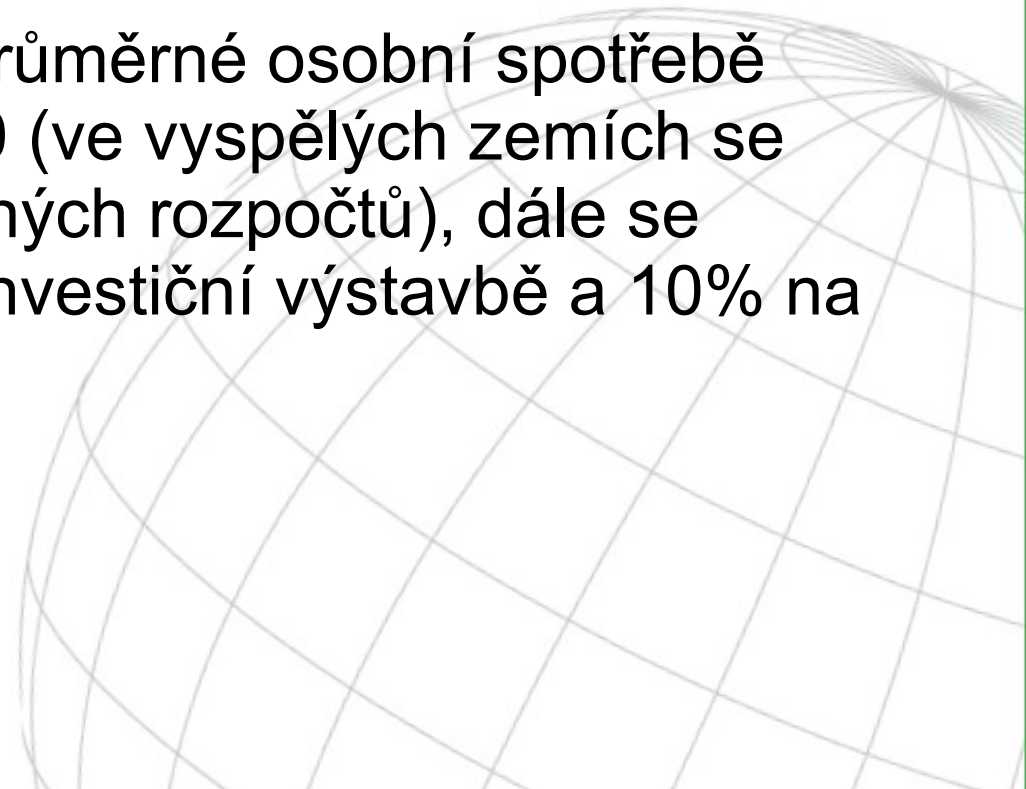 růměrné osobní spotřebě
(ve vyspělých zemích se
ných rozpočtů), dále se
nvestiční výstavbě a 10% na